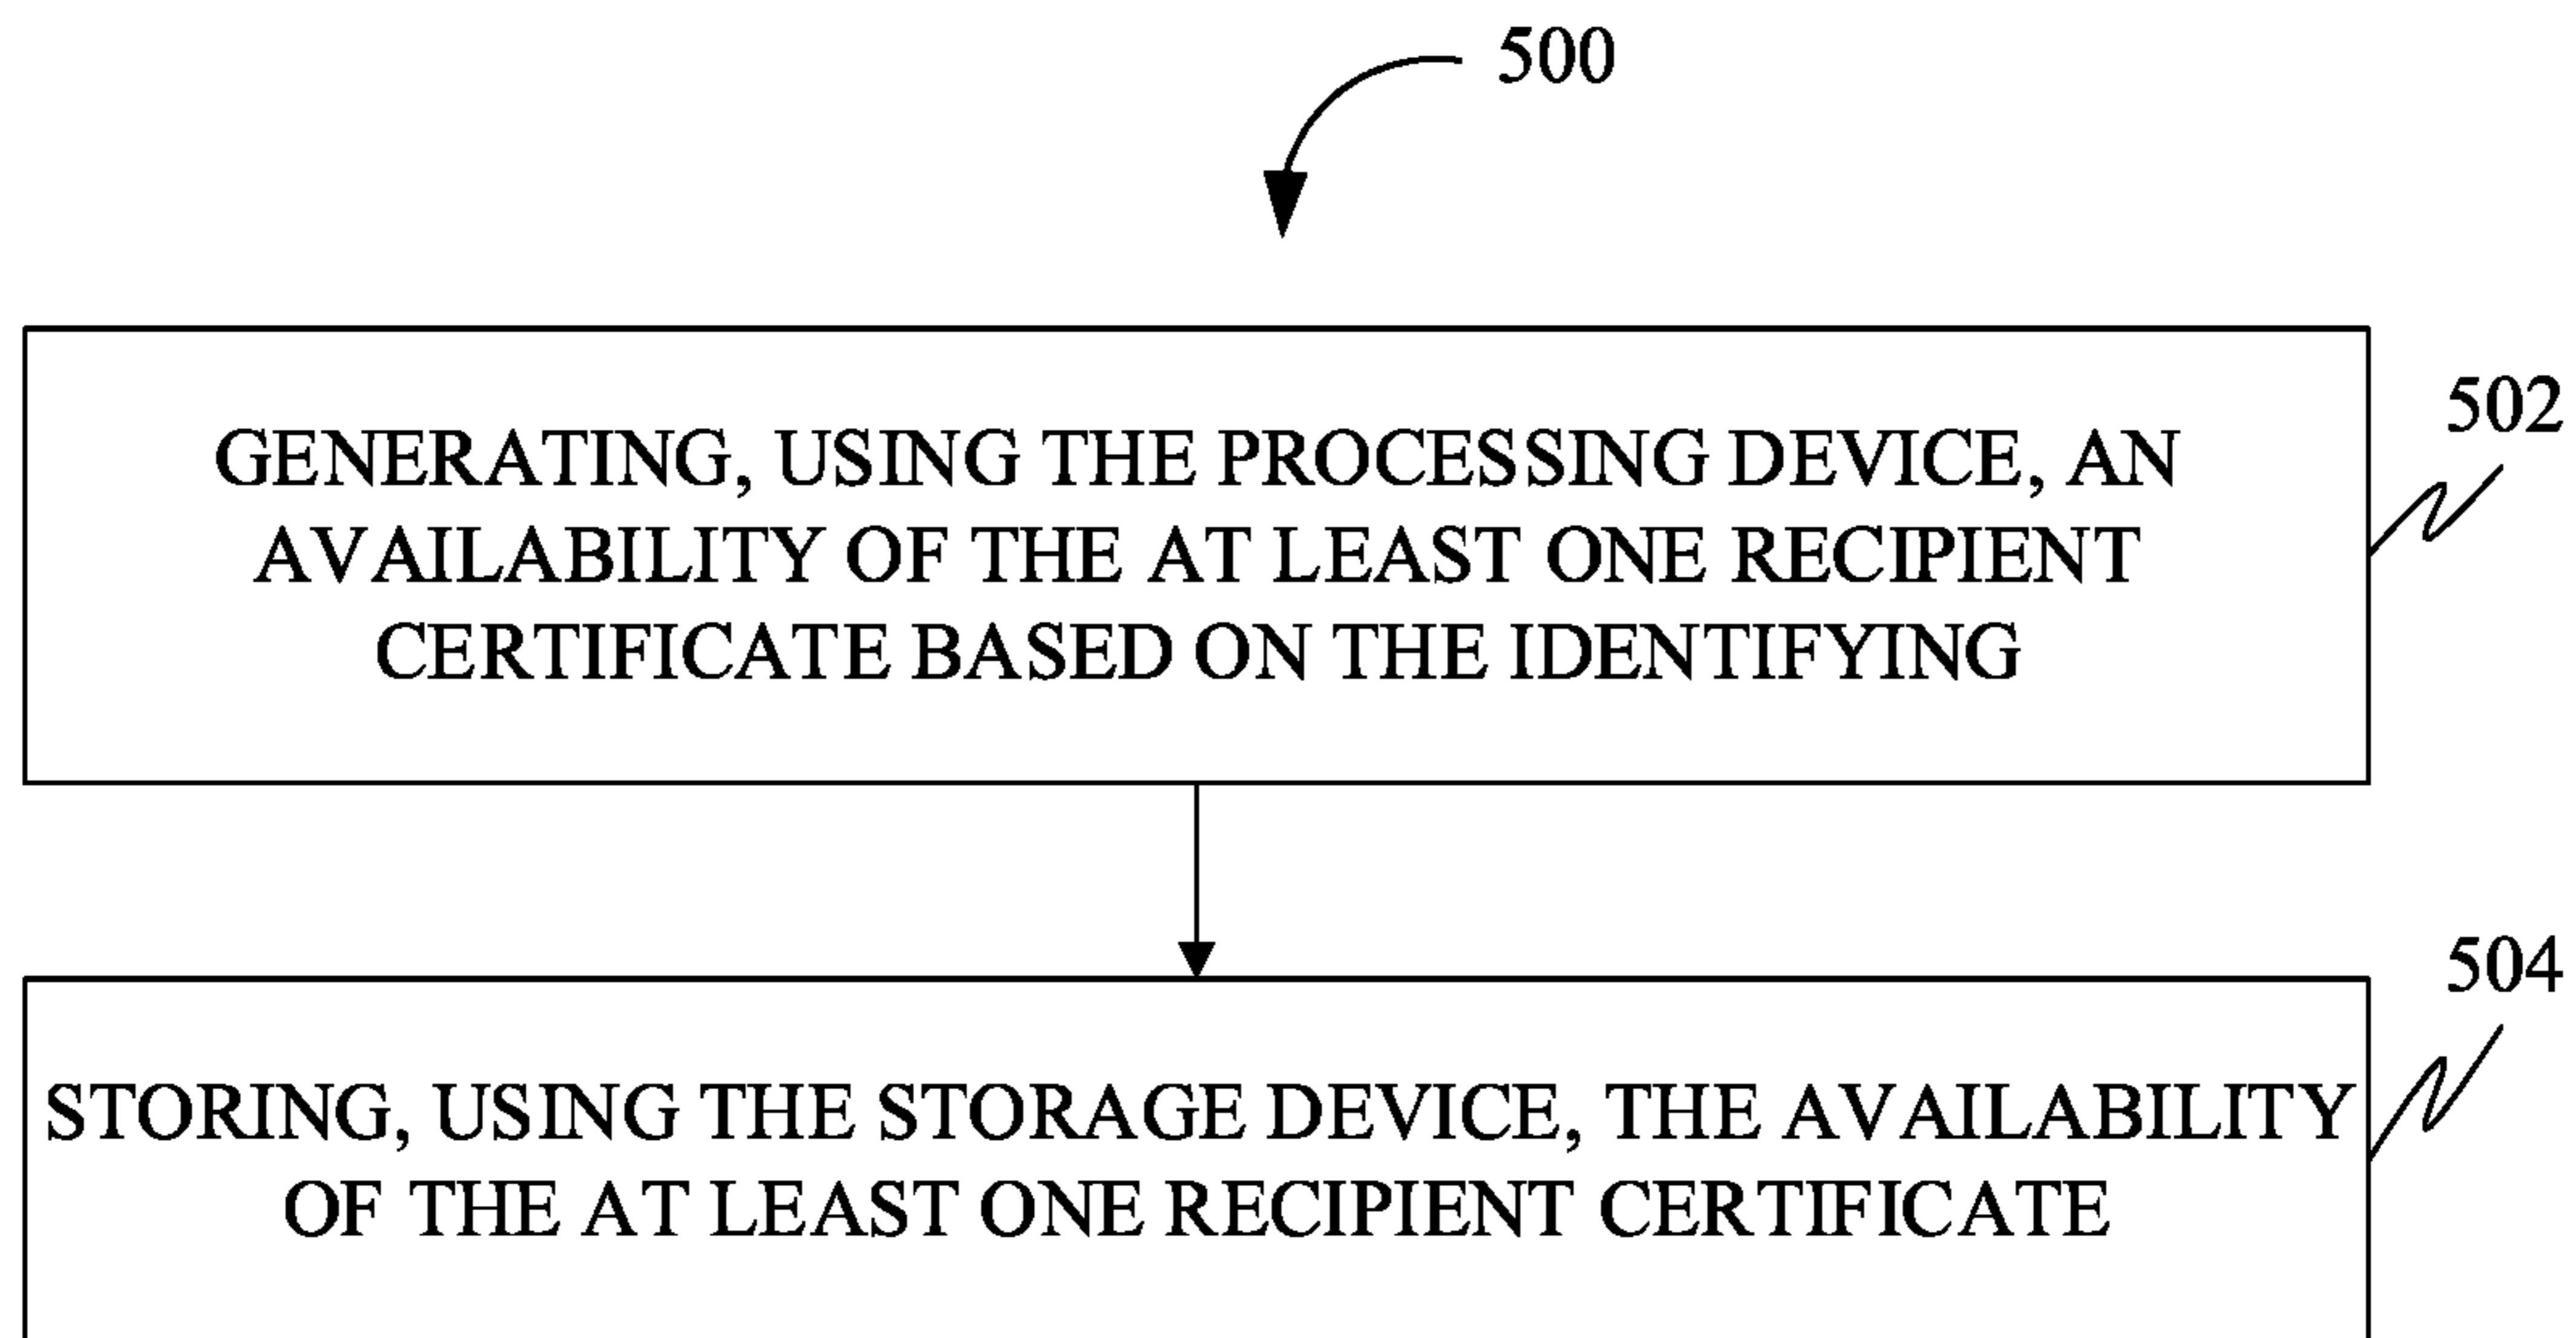 500
502
GENERATING, USING THE PROCESSING DEVICE, AN
AVAILABILITY OF THE AT LEAST ONE RECIPIENT
CERTIFICATE BASED ON THE IDENTIFYING
504
STORING, USING THE STORAGE DEVICE, THE AVAILABILITY
OF THE AT LEAST ONE RECIPIENT CERTIFICATE